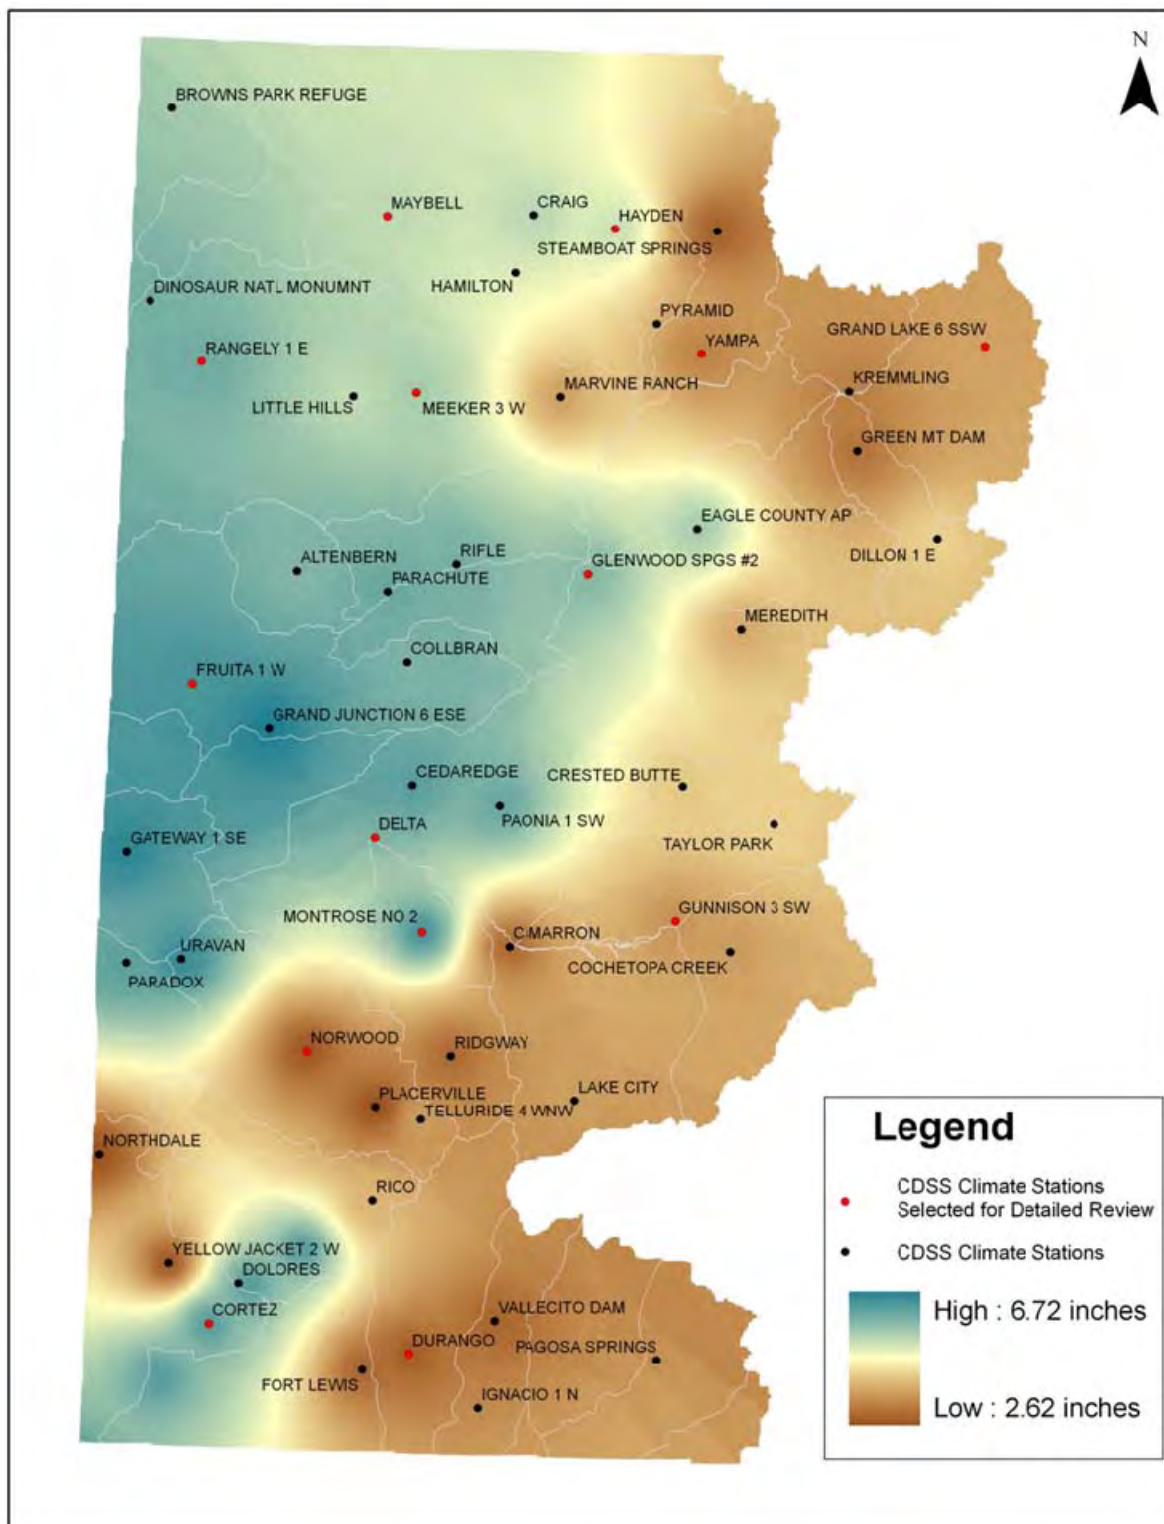 N
BROWNS PARK REFUGE
MAYBELL
CRAIG
HAYDEN
STEAMBOAT SPRINGS
DINOSAUR NATL MONUMNT
HAMILTON
PYRAMID
GRAND LAKE 6 SSW
RANGELY 1 E
YAMPA
KREMMLING
MARVINE RANCH
LITTLE HILLS
MEEKER 3 W
GREEN MT DAM
EAGLE COUNTY AP
ALTENBERN
RIFLE
GLENWOOD SPGS #2
DILLON 1 E
PARACHUTE
MEREDITH
COLLBRAN
FRUITA 1 W
GRAND JUNCTION 6 ESE
CEDAREDGE
CRESTED BUTTE
PAONIA 1 SW
DELTA
GATEWAY 1 SE
TAYLOR PARK
MONTROSE NO 2
GUNNISON 3 SW
CIMARRON
URAVAN
COCHETOPA CREEK
PARADOX
NORWOOD
RIDGWAY
PLACERVILLE
LAKE CITY
TELLURIDE 4 WNW
NORTHDALE
RICO
YELLOW JACKET 2 W
DOLORES
CORTEZ
VALLECITO DAM
DURANGO
PAGOSA SPRINGS
FORT LEWIS
IGNACIO 1 N
Legend
CDSS Climate Stations
Selected for Detailed Review
CDSS Climate Stations
High : 6.72 inches
Low : 2.62 inches